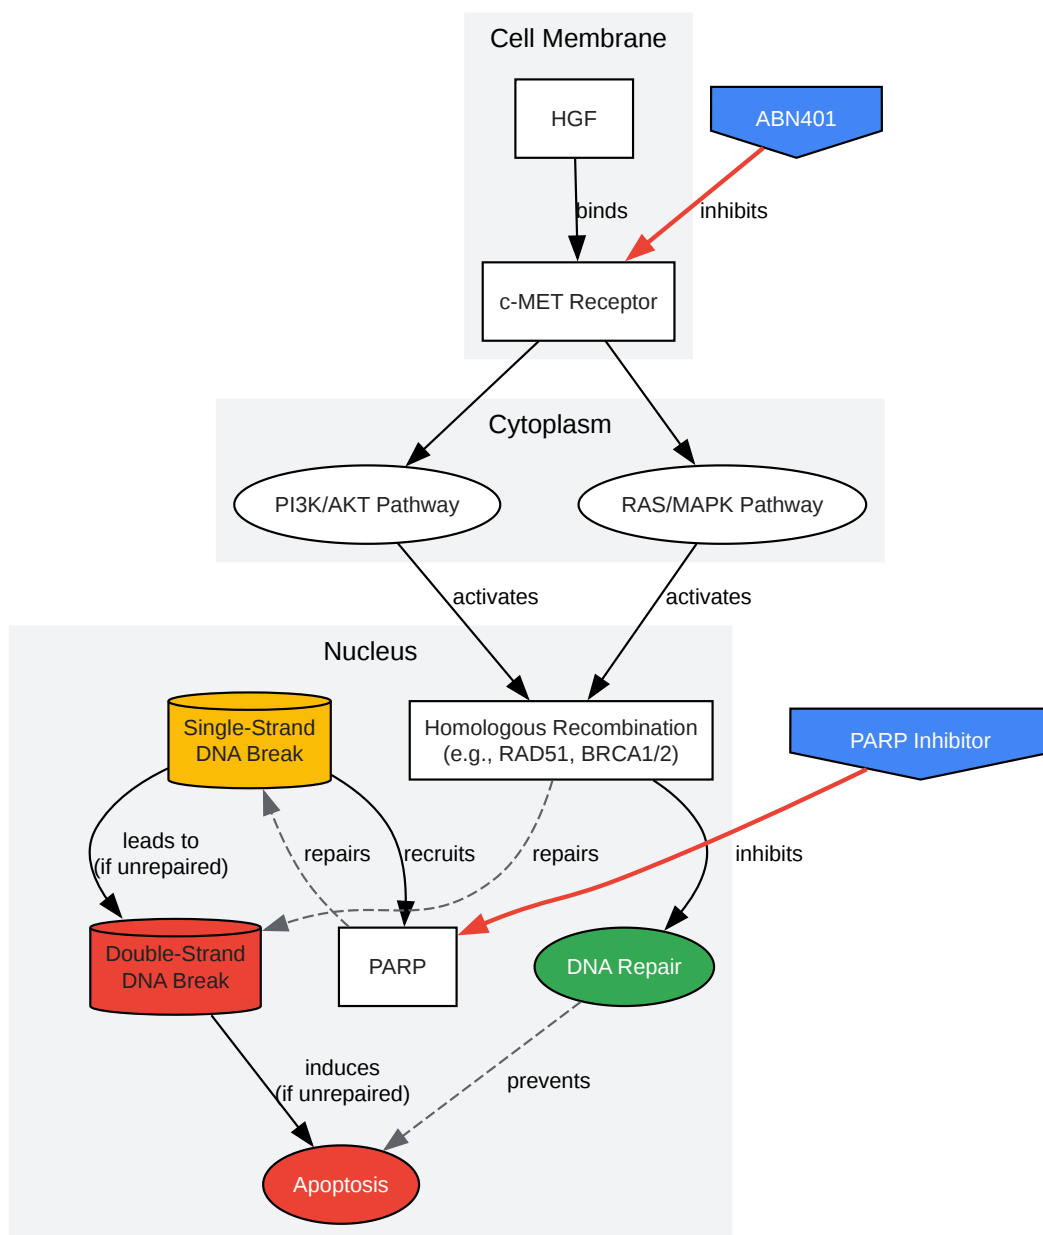 Cell Membrane
HGF
ABN401
binds
inhibits
c-MET Receptor
Cytoplasm
PI3K/AKT Pathway
RAS/MAPK Pathway
activates
activates
Nucleus
Single-Strand
DNA Break
Homologous Recombination
(e.g., RAD51, BRCA1/2)
PARP Inhibitor
leads to
(if unrepaired)
repairs
recruits
repairs
inhibits
Double-Strand
DNA Break
PARP
DNA Repair
induces
(if unrepaired)
prevents
Apoptosis